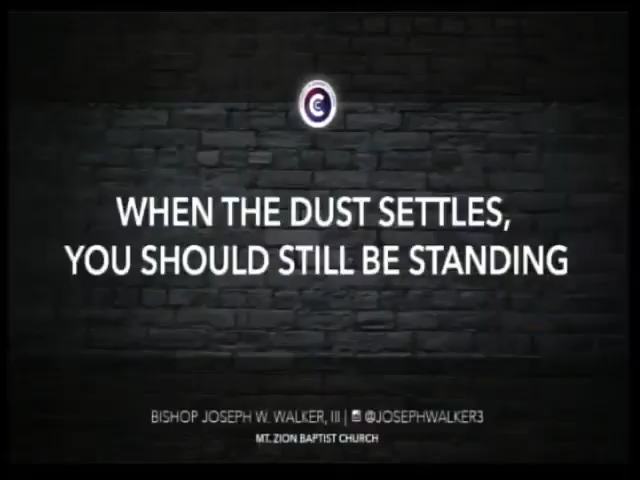 WHEN THE DUST SETTLES,
YOU SHOULD STILL BE STANDING
BISHOP JOSEPH W. WALKER, III | @JOSEPHWALKER3
MT. ZION BAPTIST CHURCH